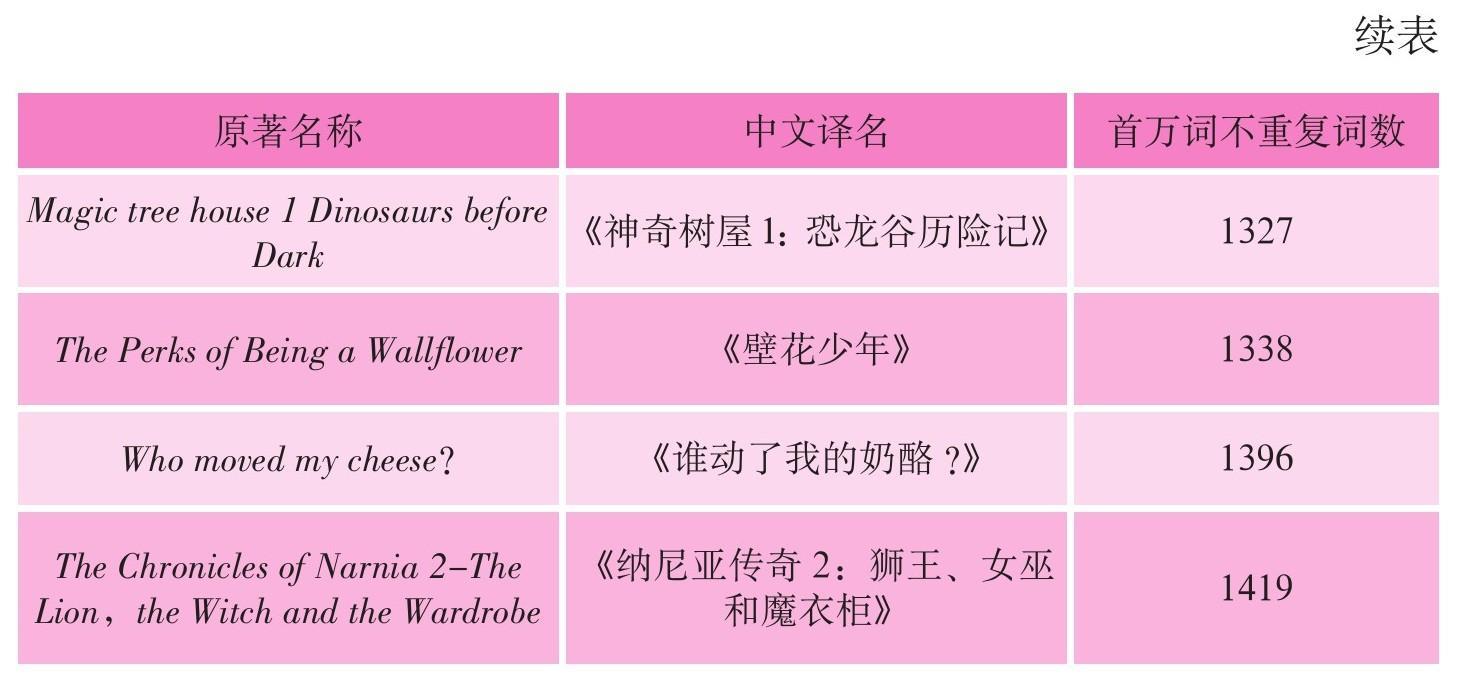 续表
原著名称 中文译名 首万词不重复词数
Magic tree house 1 Dinosaurs before
Dark
《神奇树屋1：恐龙谷历险记》
1327
The Perks of Being a Wallflower
《壁花少年》
1338
Who moved my cheese?
《谁动了我的奶酪?》
1396
The Chronicles of Narnia 2–The
Lion，the Witch and the Wardrobe
《纳尼亚传奇2：狮王、女巫
和魔衣柜》
1419